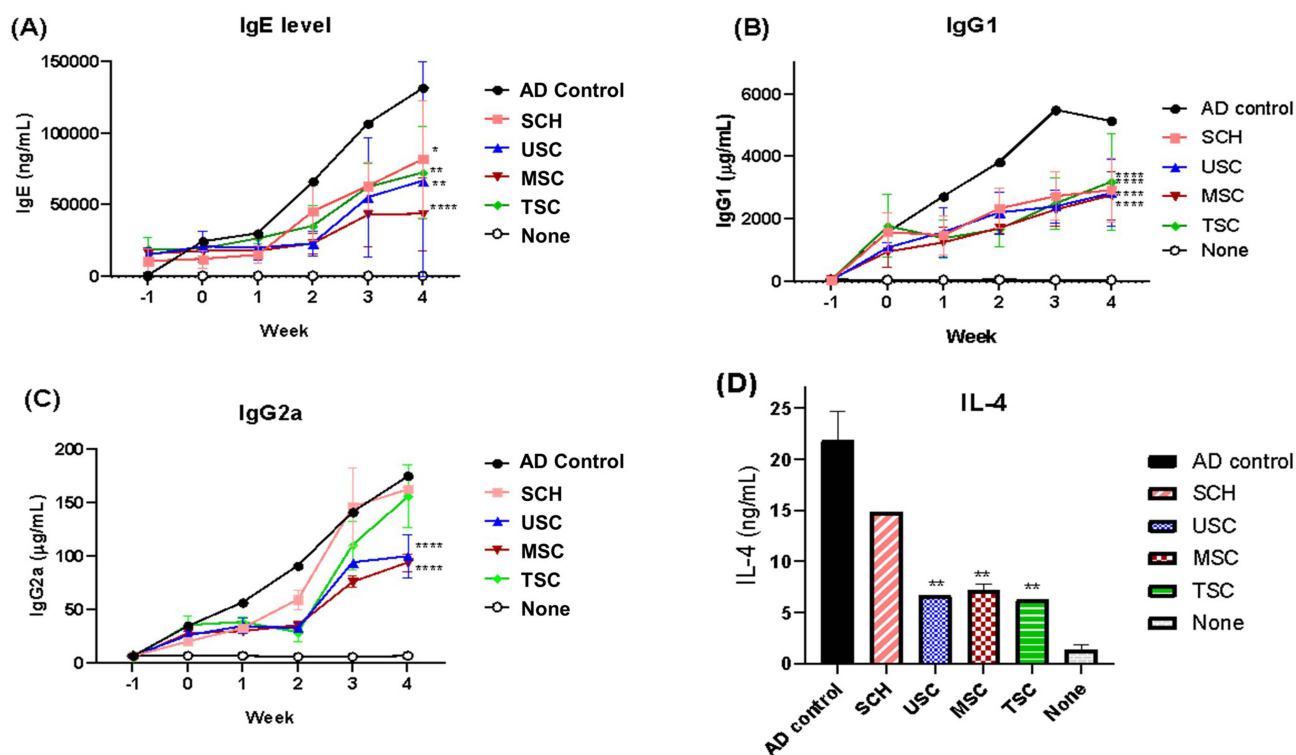 (A)
IgE level
IgE (ng/mL)
150000
100000
50000
0
-1 0 1 2 3 4
Week
* 
**
**
****
AD Control
SCH
USC
MSC
TSC
None
(B)
IgG1
IgG1 (µg/mL)
6000
4000
2000
0
-1 0 1 2 3 4
Week
****
****
****
****
AD control
SCH
USC
MSC
TSC
None
(C)
IgG2a
IgG2a (µg/mL)
200
150
100
50
0
-1 0 1 2 3 4
Week
****
****
AD Control
SCH
USC
MSC
TSC
None
(D)
IL-4
IL-4 (ng/mL)
25
20
15
10
5
0
** ** **
AD control SCH USC MSC TSC None
AD control
SCH
USC
MSC
TSC
None